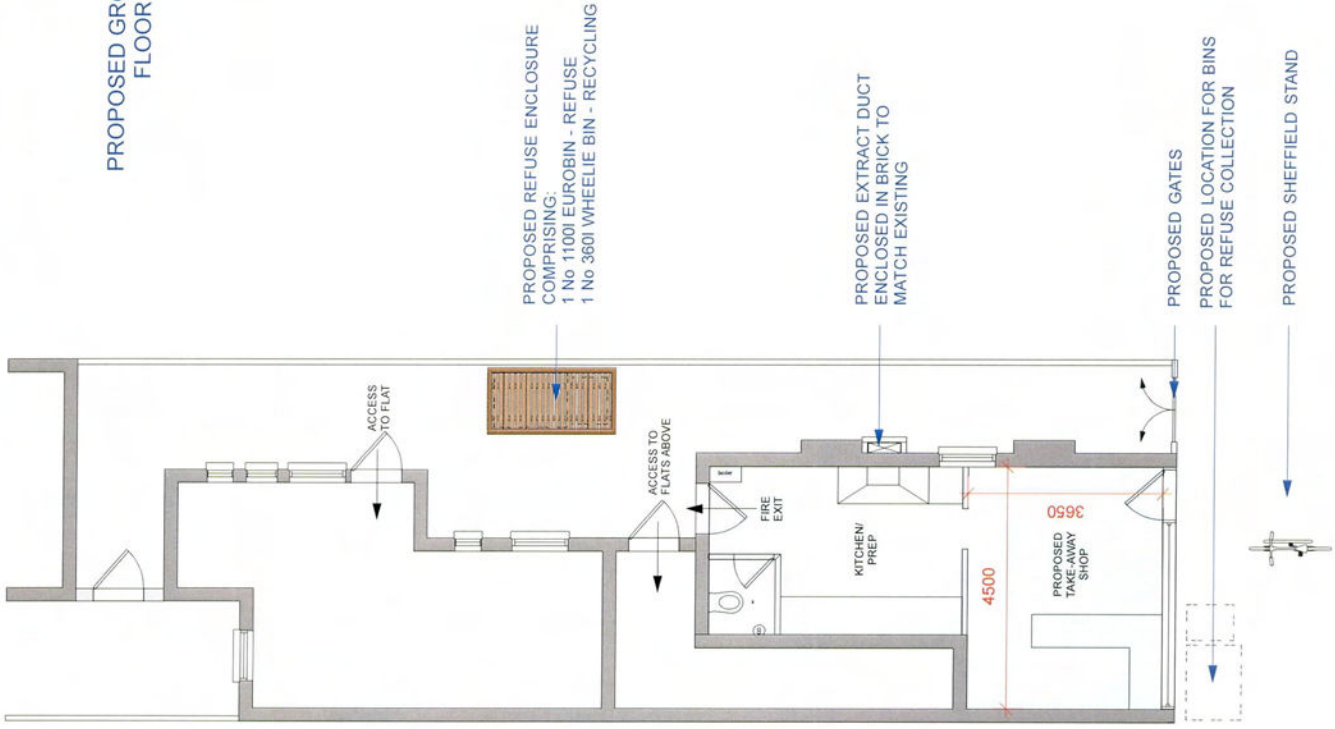 PROPOSED GRO
FLOOR
PROPOSED REFUSE ENCLOSURE
COMPRISING:
1 No 1100l EUROBIN - REFUSE
1 No 360l WHEELIE BIN - RECYCLING
PROPOSED EXTRACT DUCT
ENCLOSED IN BRICK TO
MATCH EXISTING
PROPOSED GATES
PROPOSED LOCATION FOR BINS
FOR REFUSE COLLECTION
PROPOSED SHEFFIELD STAND
ACCESS
TO FLAT
ACCESS TO
FLATS ABOVE
FIRE
EXIT
KITCHEN/
PREP
3650
4500
PROPOSED
TAKE-AWAY
SHOP